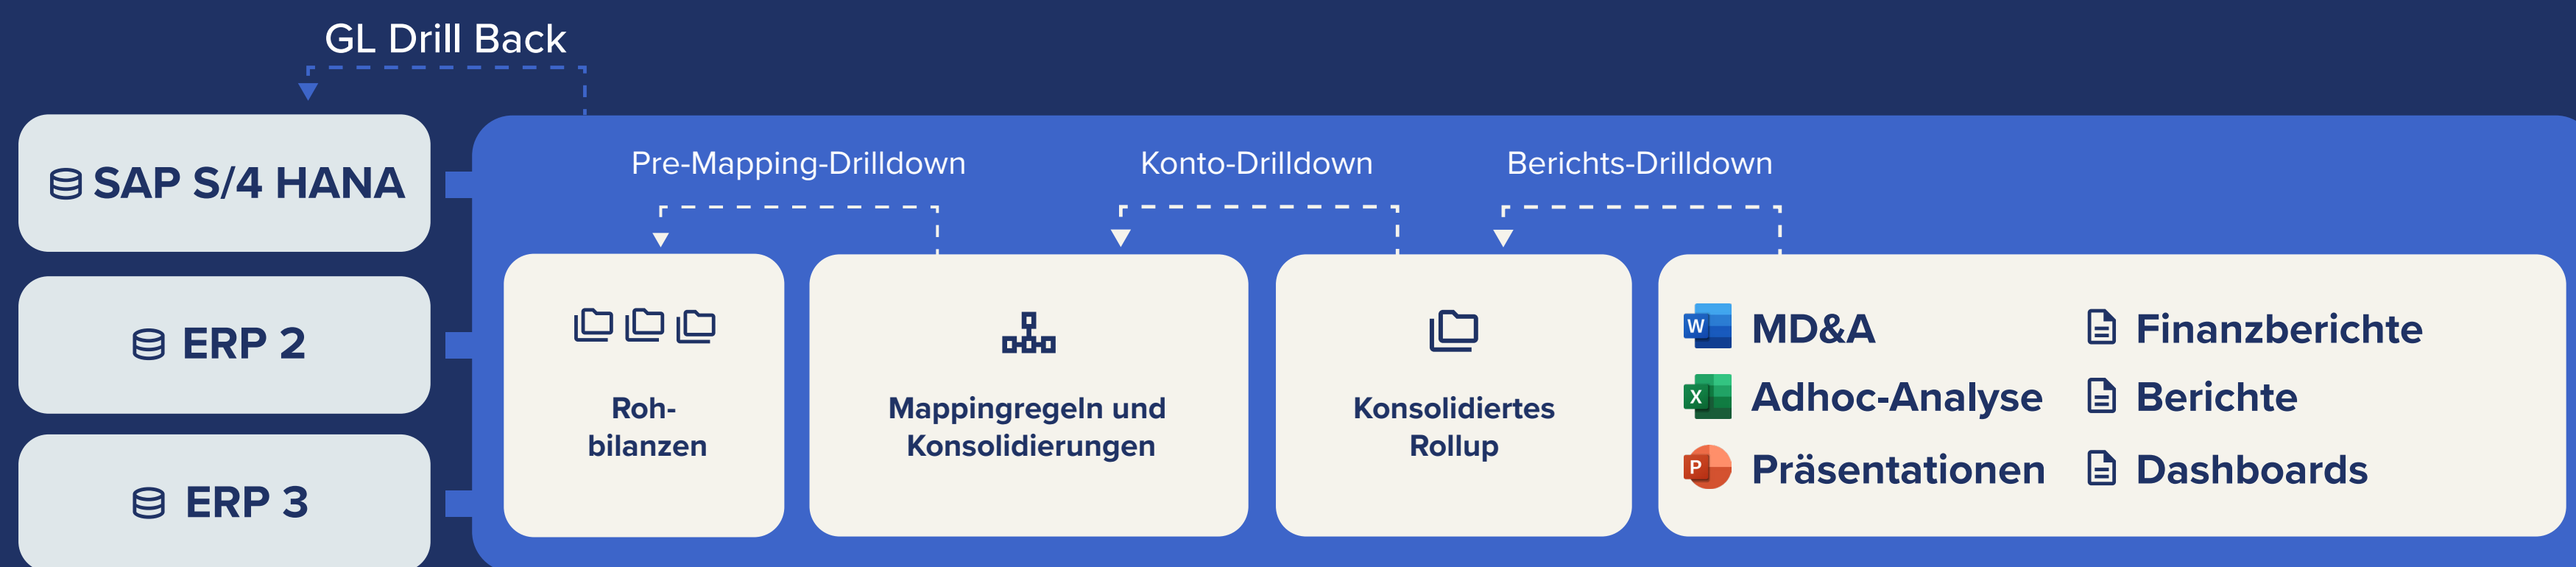 GL Drill Back
SAP S/4 HANA
ERP 2
ERP 3
Pre-Mapping-Drilldown
Konto-Drilldown
Berichts-Drilldown
Roh-
bilanzen
Mappingregeln und
Konsolidierungen
Konsolidiertes
Rollup
W MD&A
X Adhoc-Analyse
P Präsentationen
Finanzberichte
Berichte
Dashboards